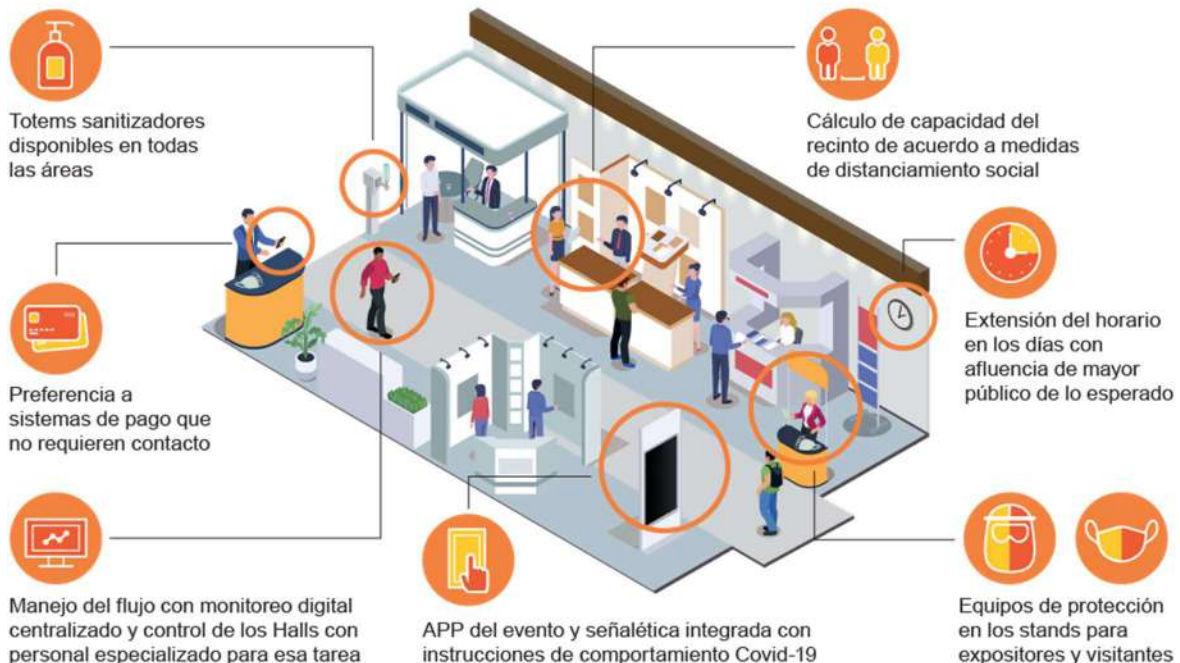 Totems sanitizadores
disponibles en todas
las áreas
Cálculo de capacidad del
recinto de acuerdo a medidas
de distanciamiento social
Preferencia a
sistemas de pago que
no requieren contacto
Extensión del horario
en los días con
afluencia de mayor
público de lo esperado
Manejo del flujo con monitoreo digital
centralizado y control de los Halls con
personal especializado para esa tarea
APP del evento y señalética integrada con
instrucciones de comportamiento Covid-19
Equipos de protección
en los stands para
expositores y visitantes